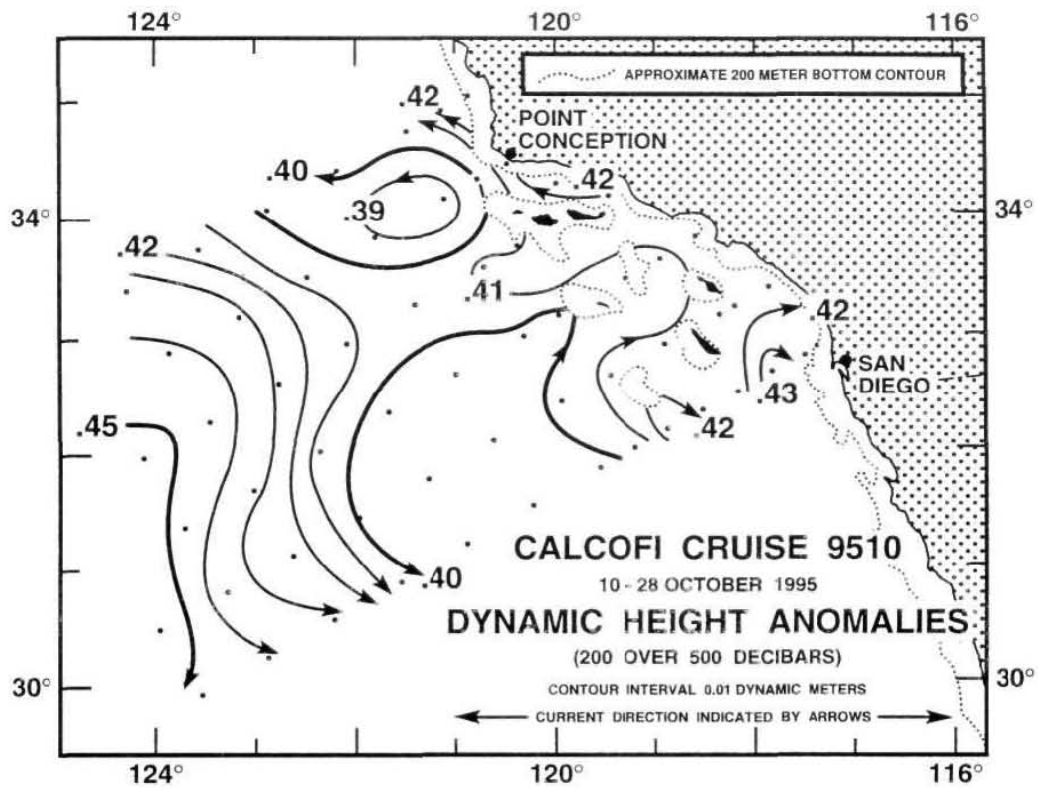 124° 120° 116°
APPROXIMATE 200 METER BOTTOM CONTOUR
.42
POINT
CONCEPTION
.40
.42
.39
34° 34°
.42
.41
.42
SAN
DIEGO
.43
.45
.42
CALCOFI CRUISE 9510
.40
10 - 28 OCTOBER 1995
DYNAMIC HEIGHT ANOMALIES
(200 OVER 500 DECIBARS)
30° 30°
CONTOUR INTERVAL 0.01 DYNAMIC METERS
CURRENT DIRECTION INDICATED BY ARROWS
124° 120° 116°